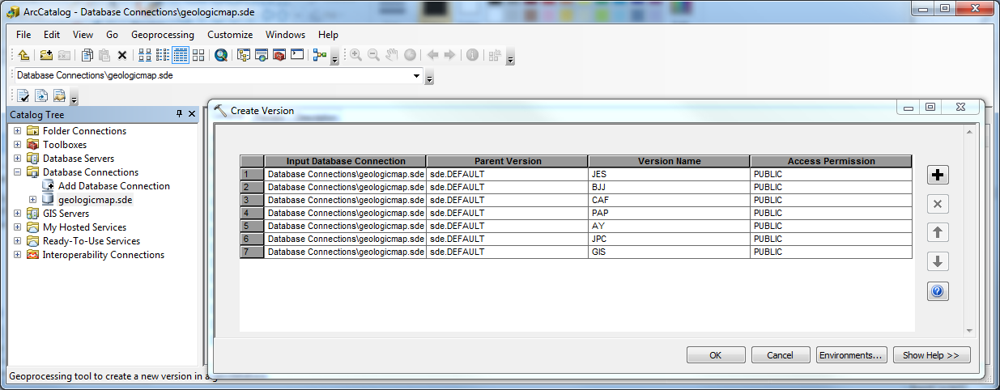 ArcCatalog - Database Connections\geologicmap.sde
File Edit View Go Geoprocessing Customize Windows Help
Database Connections\geologicmap.sde
Catalog Tree
Folder Connections
Toolboxes
Database Servers
Database Connections
Add Database Connection
geologicmap.sde
GIS Servers
My Hosted Services
Ready-To-Use Services
Interoperability Connections
Create Version
Input Database Connection Parent Version Version Name Access Permission
1 Database Connections\geologicmap.sde sde.DEFAULT JES PUBLIC
2 Database Connections\geologicmap.sde sde.DEFAULT BJJ PUBLIC
3 Database Connections\geologicmap.sde sde.DEFAULT CAF PUBLIC
4 Database Connections\geologicmap.sde sde.DEFAULT PAP PUBLIC
5 Database Connections\geologicmap.sde sde.DEFAULT AY PUBLIC
6 Database Connections\geologicmap.sde sde.DEFAULT JPC PUBLIC
7 Database Connections\geologicmap.sde sde.DEFAULT GIS PUBLIC
OK Cancel Environments... Show Help >>
Geoprocessing tool to create a new version in a